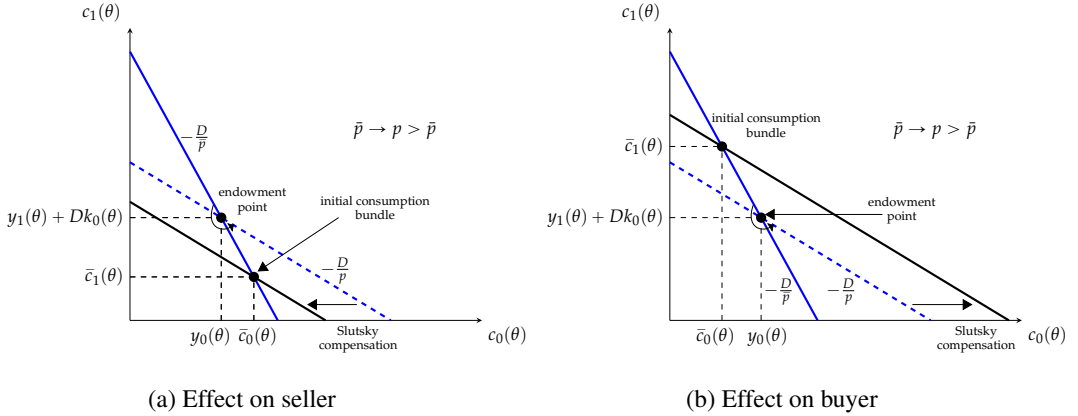 c₁(θ)
− D/p̄
p̄ → p > p̄
endowment
point
initial consumption
bundle
y₁(θ) + Dk₀(θ)
− D/p
c̄₁(θ)
y₀(θ) c̄₀(θ)
Slutsky
compensation
c₀(θ)
(a) Effect on seller
c₁(θ)
initial consumption
bundle
p̄ → p > p̄
c̄₁(θ)
y₁(θ) + Dk₀(θ)
endowment
point
− D/p̄
− D/p
c̄₀(θ)
y₀(θ)
Slutsky
compensation
c₀(θ)
(b) Effect on buyer